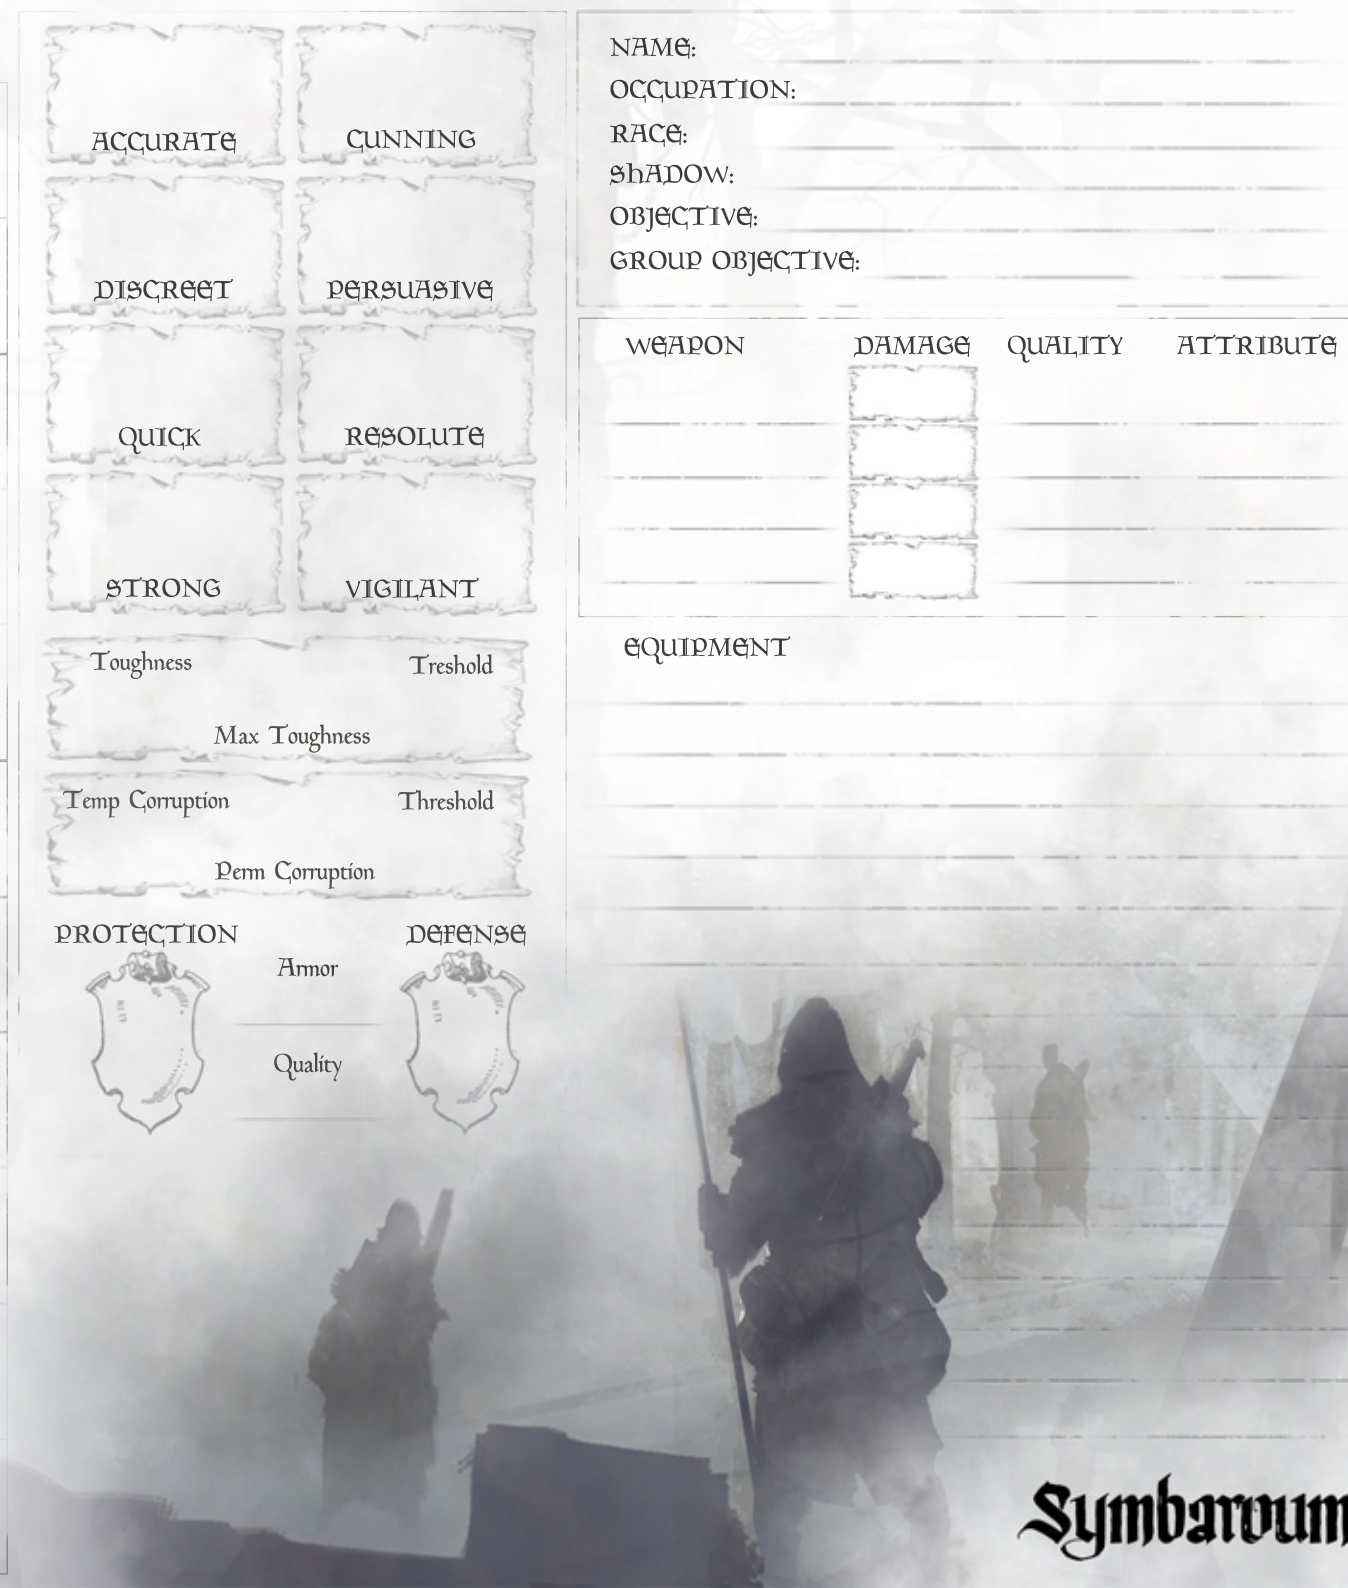 ACCURATE
CUNNING
DISCREET
PERSUASIVE
QUICK
RESOLUTE
STRONG
VIGILANT
Toughness
Treshold
Max Toughness
Temp Corruption
Threshold
Perm Corruption
PROTECTION
DEFENSE
Armor
Quality
NAME:
OCCUPATION:
RACE:
ShADOW:
OBJECTIVE:
GROUP OBJECTIVE:
WEAPON DAMAGE QUALITY ATTRIBUTE
EQUIPMENT
Symbaroum